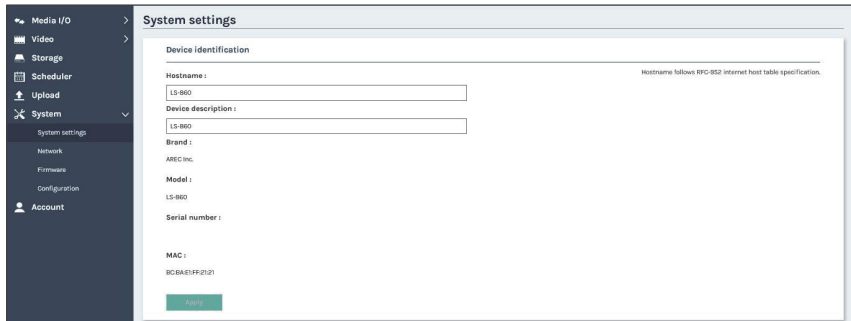 Media I/O
Video
Storage
Scheduler
Upload
System
System settings
Network
Firmware
Configuration
Account
System settings
Device identification
Hostname follows RFC-952 internet host table specification.
Hostname :
LS-860
Device description :
LS-860
Brand :
AREC Inc.
Model :
LS-860
Serial number :
MAC :
BC:BA:E1:FF:21:21
Apply